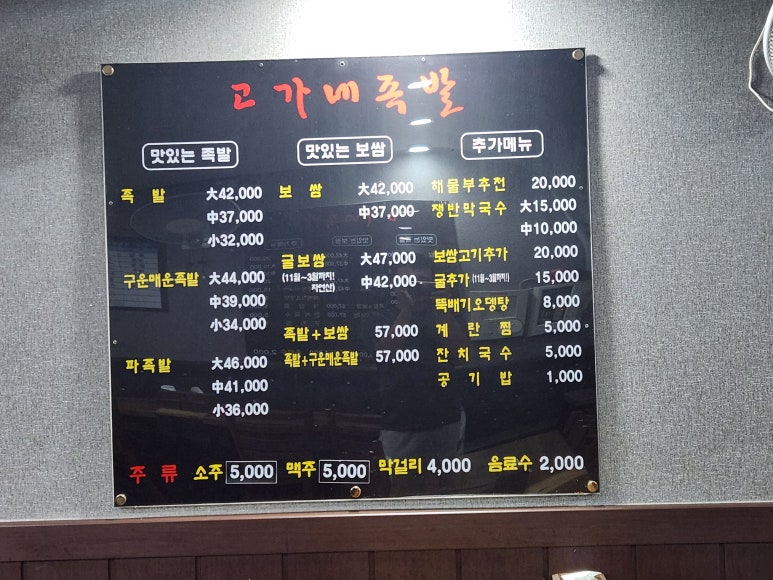 고가네족발
맛있는 족발
족 발 大42,000
中37,000
小32,000
구운매운족발 大44,000
中39,000
小34,000
파족발 大46,000
中41,000
小36,000
맛있는 보쌈
보 쌈 大42,000
中37,000
굴보쌈 大47,000
(11월~3월까지! 中42,000
자연산)
족발+보쌈 57,000
족발+구운매운족발 57,000
추가메뉴
해물부추전 20,000
쟁반막국수 大15,000
中10,000
보쌈고기추가 20,000
굴추가 (11월~3월까지!) 15,000
뚝배기오뎅탕 8,000
계 란 찜 5,000
잔치국수 5,000
공 기 밥 1,000
주 류 소주 5,000 맥주 5,000 막걸리 4,000 음료수 2,000